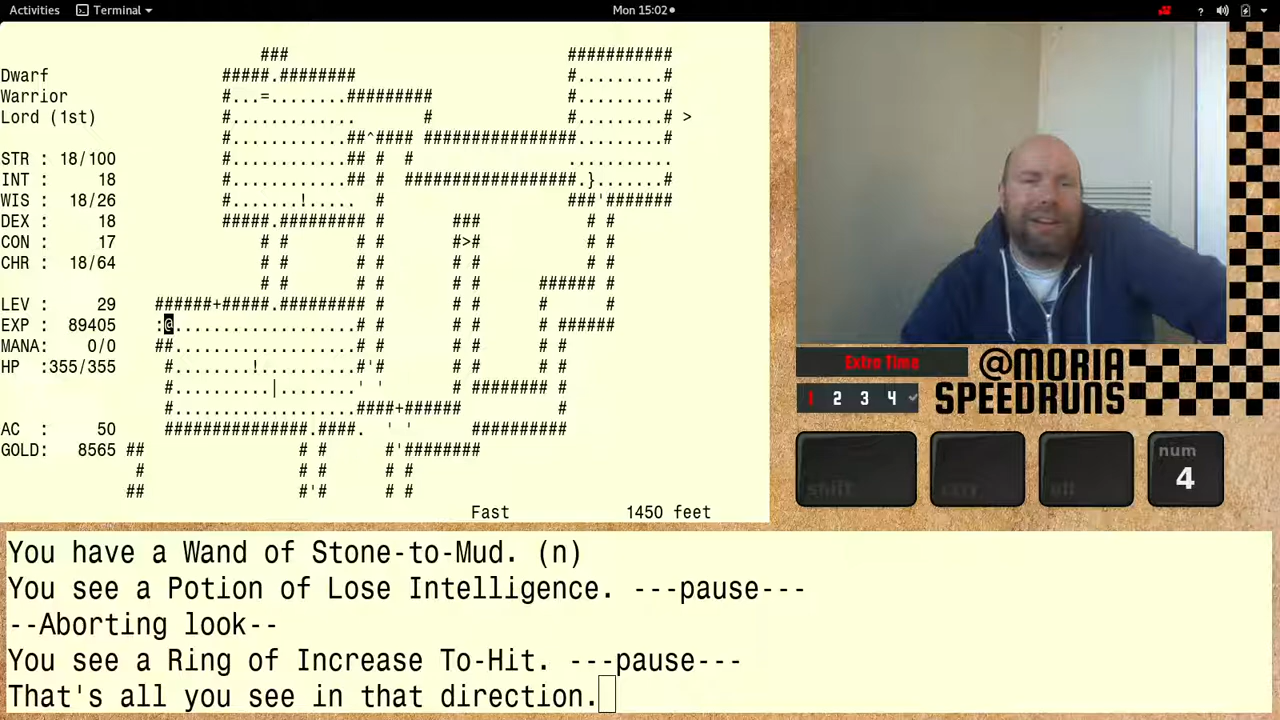 Activities Terminal Mon 15:02
###
###########
Dwarf #####.######## #.........#
Warrior #...=........######### #.........#
Lord (1st) #............. # #.........# >
#............##^#### ################.........#
STR : 18/100 #............## # # ...........
INT : 18 #............## # #################.}.......#
WIS : 18/26 #.......!..... # ###'#######
DEX : 18 #####.######### # ### # #
CON : 17 # # # # #>#  # #
CHR : 18/64 # # # # # # # #
# # # # # # ###### #
LEV : 29 ######+#####.######### # # # # #
EXP : 89405 :@...................# # # # # ######
MANA: 0/0 ##..................# # # # # #
HP :355/355 #........!..........#'# # # # #
#..........|........' ' # ######## #
#..................####+###### #
AC : 50 ################.####. ' ' ##########
GOLD: 8565 ## # # #'########
# # # # #
## #'# # #
Fast 1450 feet
Extra Time
1 2 3 4 ✓
@MORIA
SPEEDRUNS
shift
ctrl
alt
num
4
You have a Wand of Stone-to-Mud. (n)
You see a Potion of Lose Intelligence. ---pause---
--Aborting look--
You see a Ring of Increase To-Hit. ---pause---
That's all you see in that direction.